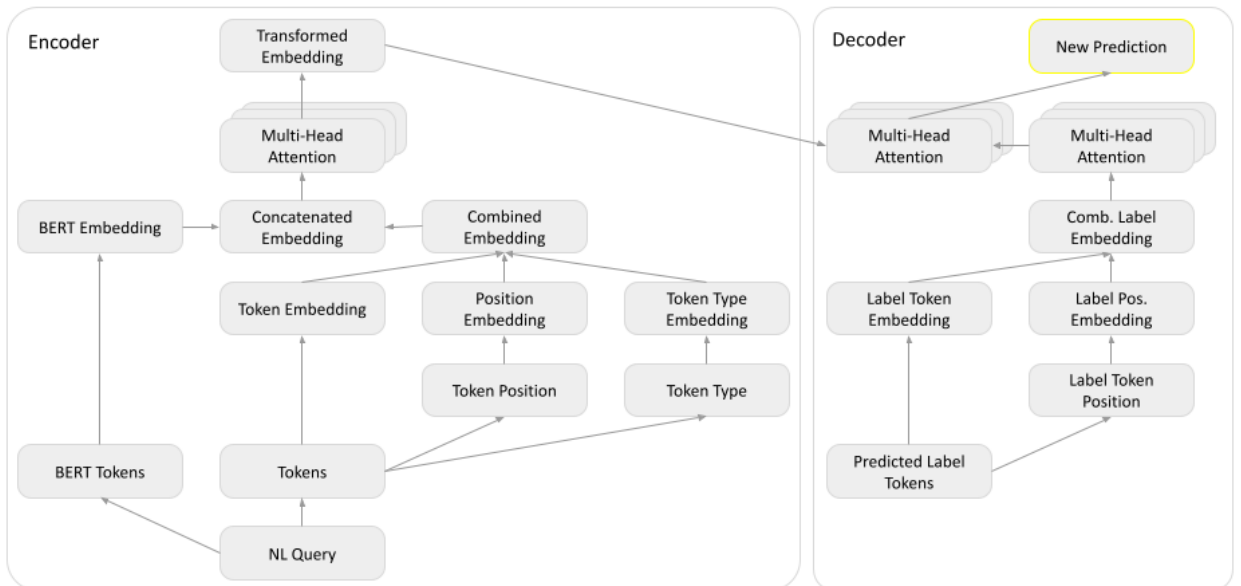 Encoder
Transformed
Embedding
Multi-Head
Attention
BERT Embedding
Concatenated
Embedding
Combined
Embedding
Token Embedding
Position
Embedding
Token Type
Embedding
Token Position
Token Type
BERT Tokens
Tokens
NL Query
Decoder
New Prediction
Multi-Head
Attention
Multi-Head
Attention
Comb. Label
Embedding
Label Token
Embedding
Label Pos.
Embedding
Label Token
Position
Predicted Label
Tokens